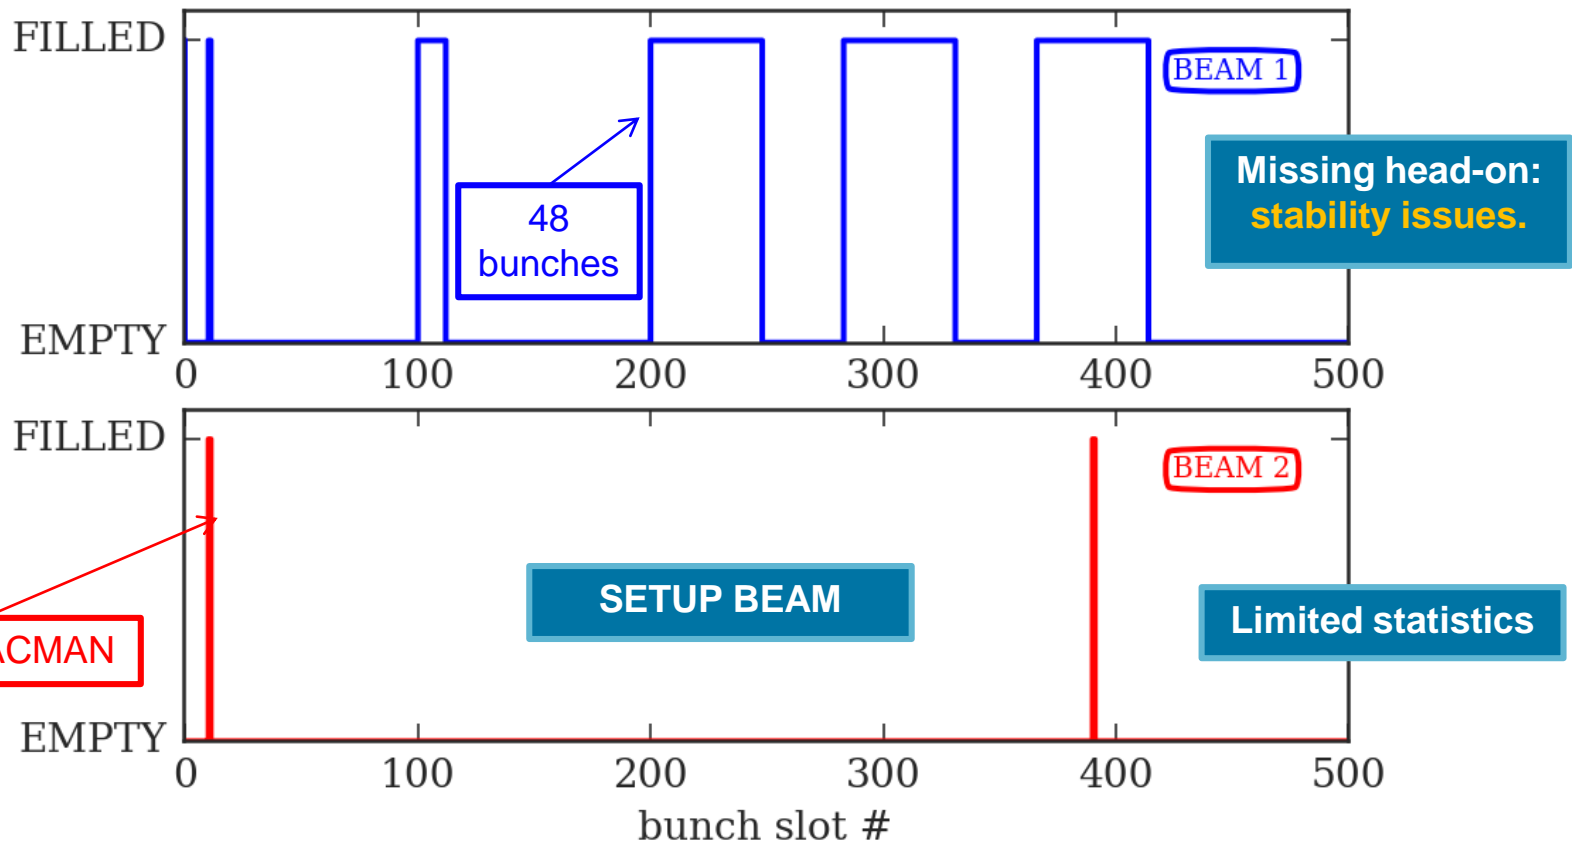 FILLED
BEAM 1
Missing head-on:
stability issues.
48
bunches
EMPTY
0 100 200 300 400 500
FILLED
BEAM 2
SETUP BEAM
Limited statistics
ACMAN
EMPTY
0 100 200 300 400 500
bunch slot #